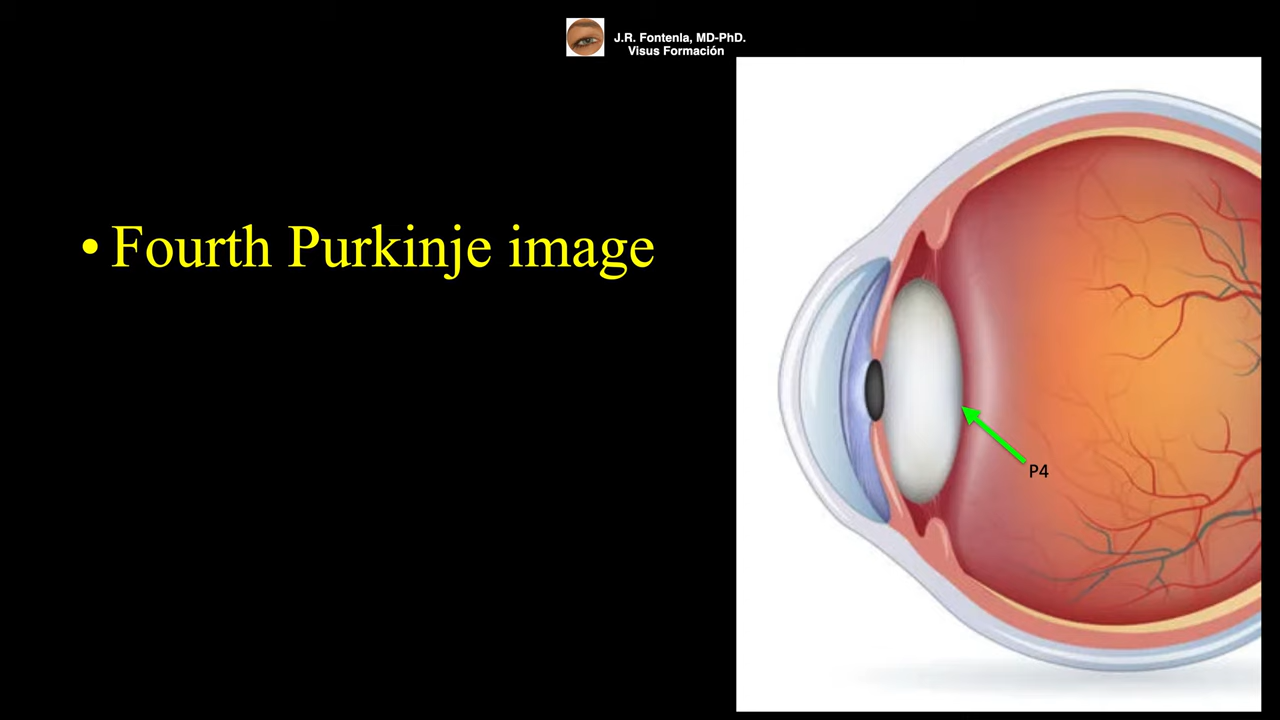 J.R. Fontenla, MD-PhD.
Visus Formación
• Fourth Purkinje image
P4